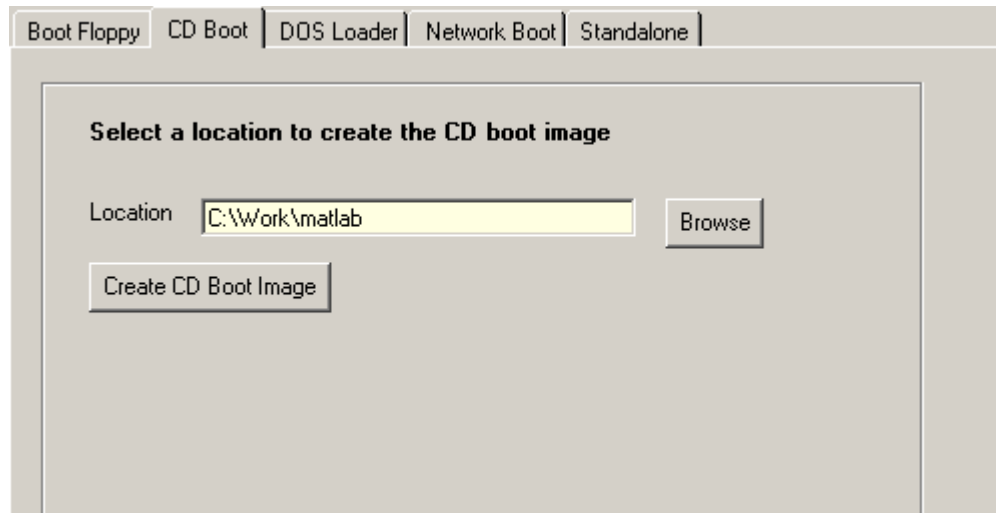 Boot Floppy CD Boot DOS Loader Network Boot Standalone
Select a location to create the CD boot image
Location C:\Work\matlab Browse
Create CD Boot Image